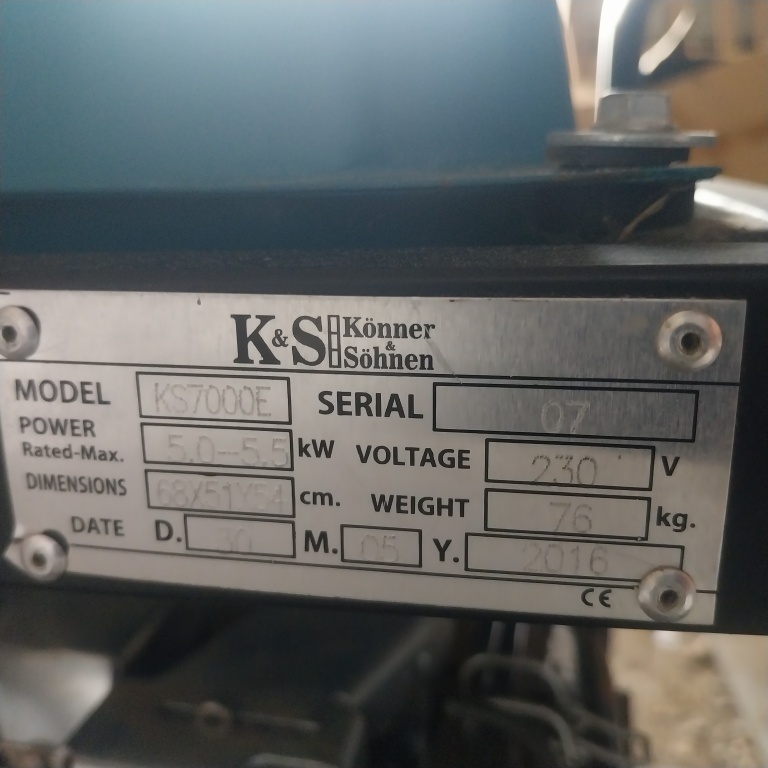 K&S Könner & Söhnen
MODEL KS7000E SERIAL 07
POWER Rated-Max. 5.0--5.5 kW VOLTAGE 230 V
DIMENSIONS 68X51X54 cm. WEIGHT 76 kg.
DATE D. 30 M. 05 Y. 2016
CE